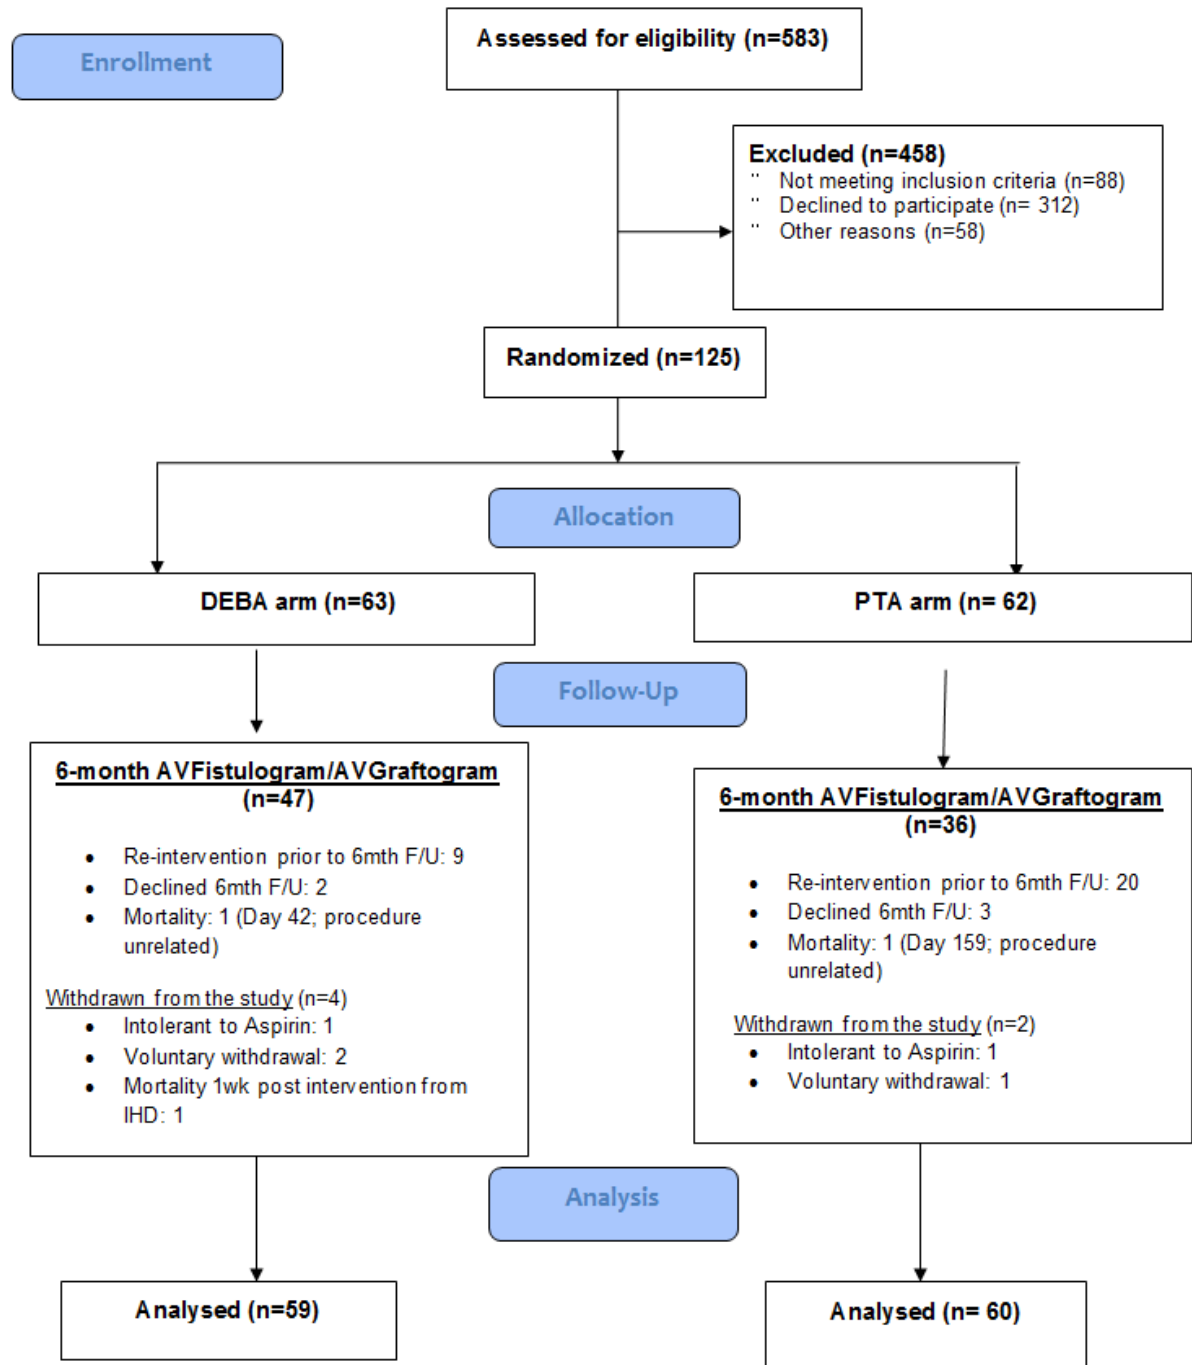 Enrollment
Assessed for eligibility (n=583)
Excluded (n=458)
¨ Not meeting inclusion criteria (n=88)
¨ Declined to participate (n= 312)
¨ Other reasons (n=58)
Randomized (n=125)
Allocation
DEBA arm (n=63)
PTA arm (n= 62)
Follow-Up
6-month AVFistulogram/AVGraftogram
(n=47)
• Re-intervention prior to 6mth F/U: 9
• Declined 6mth F/U: 2
• Mortality: 1 (Day 42; procedure
unrelated)
Withdrawn from the study (n=4)
• Intolerant to Aspirin: 1
• Voluntary withdrawal: 2
• Mortality 1wk post intervention from
IHD: 1
6-month AVFistulogram/AVGraftogram
(n=36)
• Re-intervention prior to 6mth F/U: 20
• Declined 6mth F/U: 3
• Mortality: 1 (Day 159; procedure
unrelated)
Withdrawn from the study (n=2)
• Intolerant to Aspirin: 1
• Voluntary withdrawal: 1
Analysis
Analysed (n=59)
Analysed (n= 60)